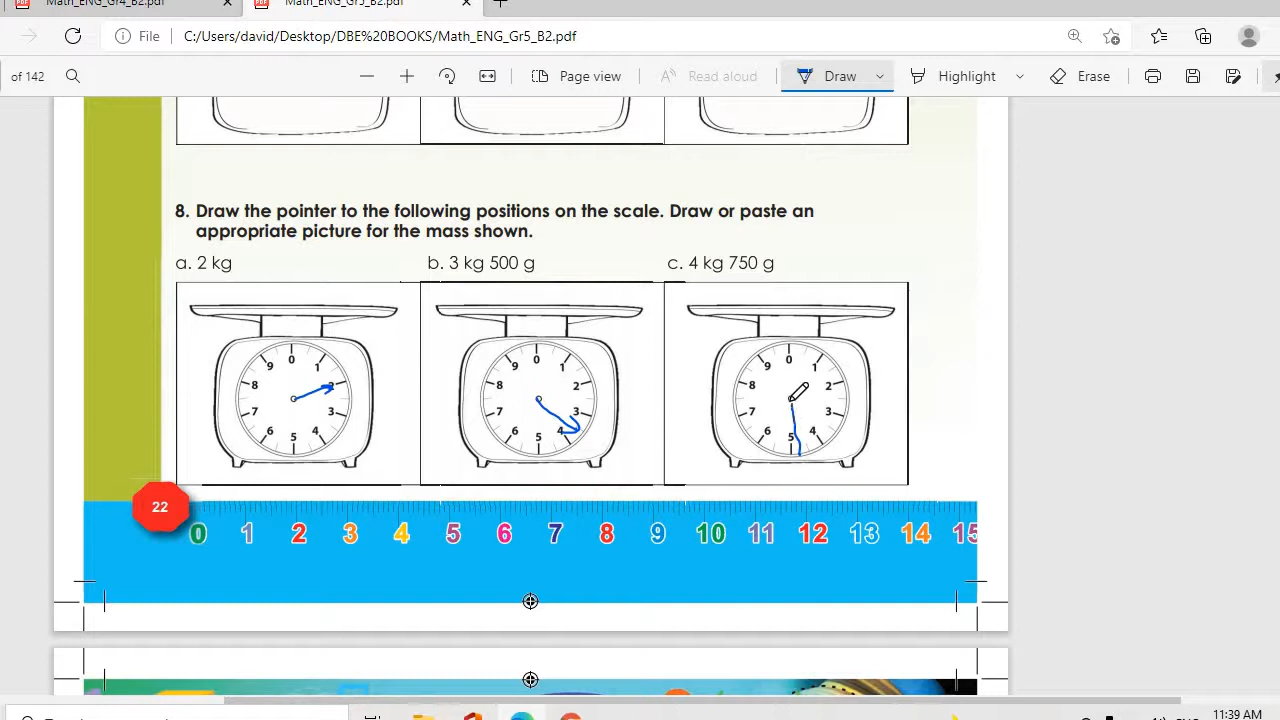 Math_ENG_Gr4_B2.pdf
Math_ENG_Gr5_B2.pdf
File
C:/Users/david/Desktop/DBE%20BOOKS/Math_ENG_Gr5_B2.pdf
of 142
Page view
Read aloud
Draw
Highlight
Erase
8. Draw the pointer to the following positions on the scale. Draw or paste an
appropriate picture for the mass shown.
a. 2 kg
b. 3 kg 500 g
c. 4 kg 750 g
0 1 2 3 4 5 6 7 8 9
0 1 2 3 4 5 6 7 8 9
0 1 2 3 4 5 6 7 8 9
22
0 1 2 3 4 5 6 7 8 9 10 11 12 13 14 15
11:39 AM